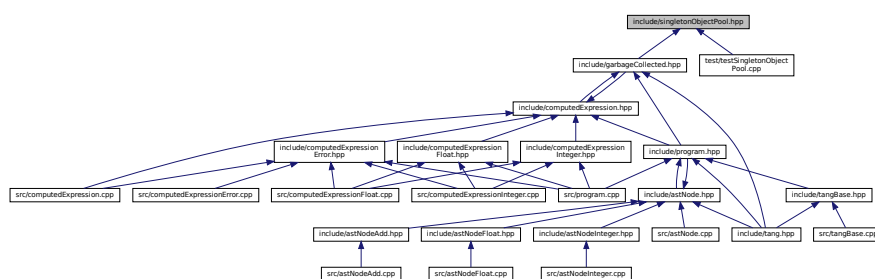 include/singletonObjectPool.hpp
include/garbageCollected.hpp
test/testSingletonObject
Pool.cpp
include/computedExpression.hpp
include/computedExpression
Error.hpp
include/computedExpression
Float.hpp
include/computedExpression
Integer.hpp
include/program.hpp
src/computedExpression.cpp
src/computedExpressionError.cpp
src/computedExpressionFloat.cpp
src/computedExpressionInteger.cpp
src/program.cpp
include/astNode.hpp
include/tangBase.hpp
include/astNodeAdd.hpp
include/astNodeFloat.hpp
include/astNodeInteger.hpp
src/astNode.cpp
include/tang.hpp
src/tangBase.cpp
src/astNodeAdd.cpp
src/astNodeFloat.cpp
src/astNodeInteger.cpp